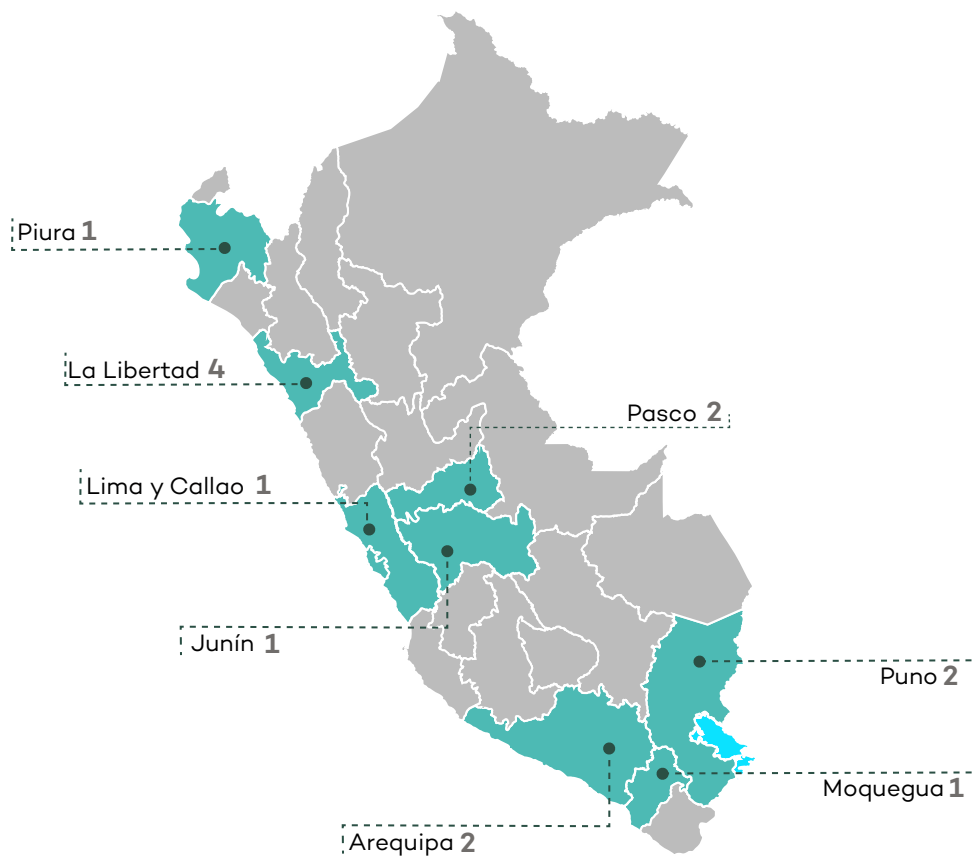 Piura 1
La Libertad 4
Pasco 2
Lima y Callao 1
Junín 1
Puno 2
Moquegua 1
Arequipa 2